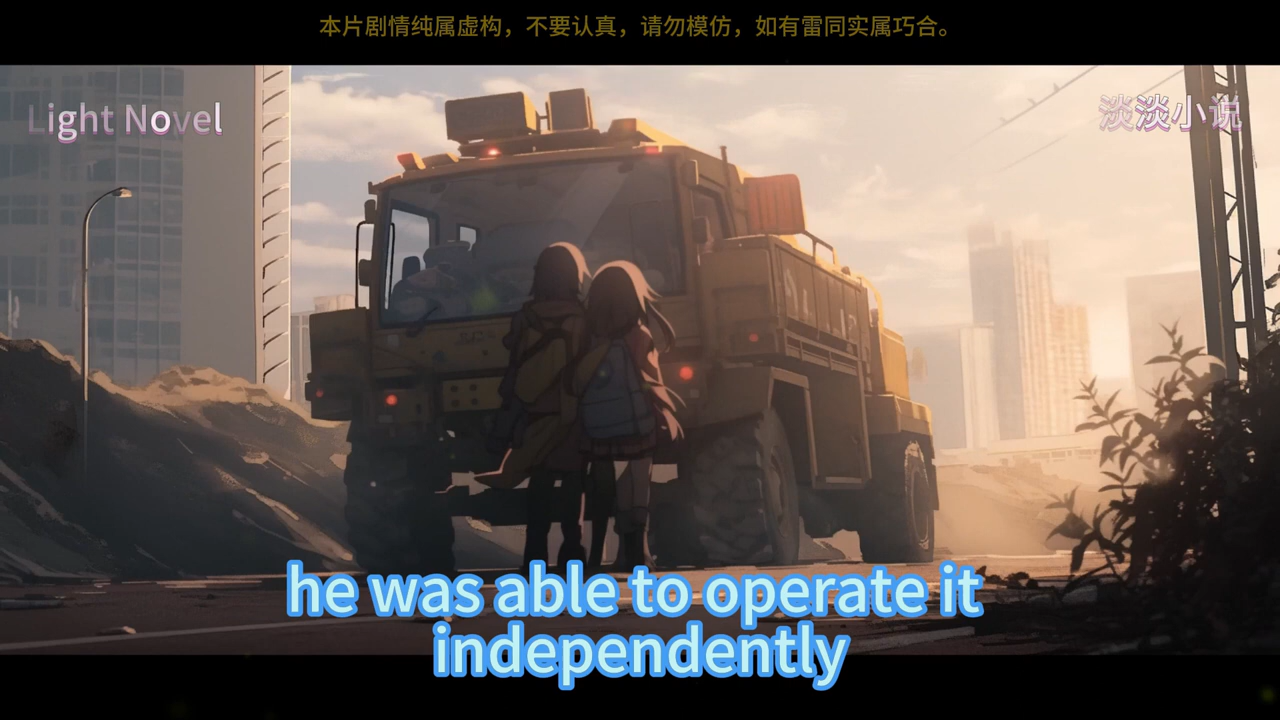 本片剧情纯属虚构，不要认真，请勿模仿，如有雷同实属巧合。
Light Novel
淡淡小说
he was able to operate it
independently